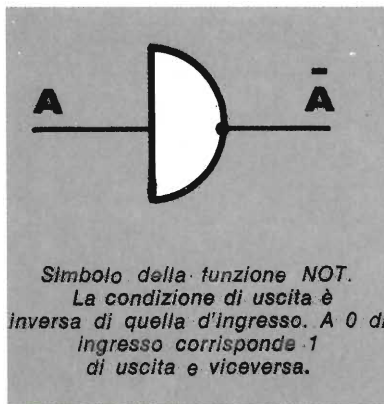 A Ā
Simbolo della funzione NOT.
La condizione di uscita è
inversa di quella d'ingresso. A 0 di
ingresso corrisponde 1
di uscita e viceversa.